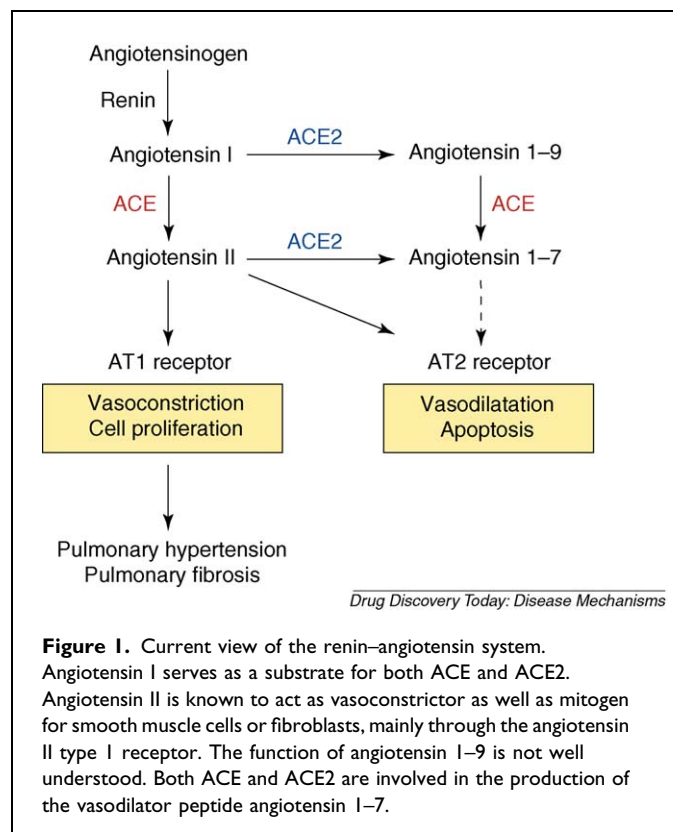 Angiotensinogen
Renin
Angiotensin I
ACE2
Angiotensin 1–9
ACE
ACE
Angiotensin II
ACE2
Angiotensin 1–7
AT1 receptor
AT2 receptor
Vasoconstriction
Cell proliferation
Vasodilatation
Apoptosis
Pulmonary hypertension
Pulmonary fibrosis
Drug Discovery Today: Disease Mechanisms
Figure 1. Current view of the renin–angiotensin system.
Angiotensin I serves as a substrate for both ACE and ACE2.
Angiotensin II is known to act as vasoconstrictor as well as mitogen
for smooth muscle cells or fibroblasts, mainly through the angiotensin
II type 1 receptor. The function of angiotensin 1–9 is not well
understood. Both ACE and ACE2 are involved in the production of
the vasodilator peptide angiotensin 1–7.